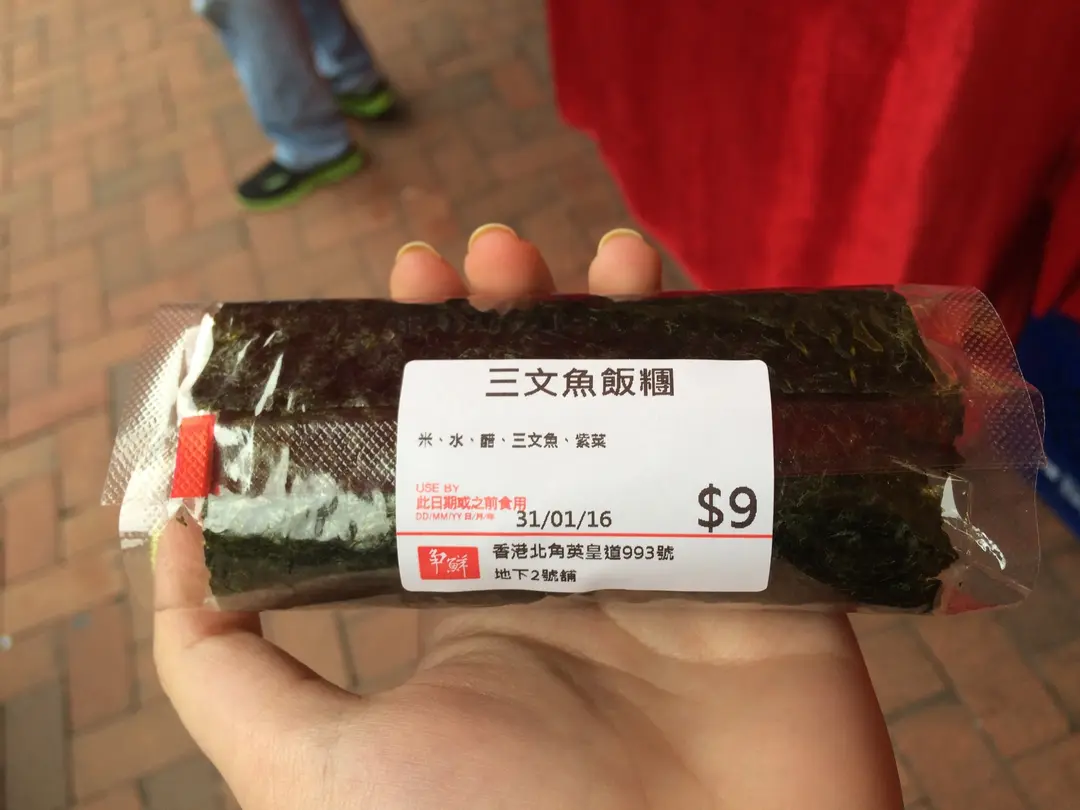 三文魚飯糰
米、水、醋、三文魚、紫菜
USE BY
此日期或之前食用
DD/MM/YY 日/月/年
31/01/16
$9
争鮮
香港北角英皇道993號
地下2號舖